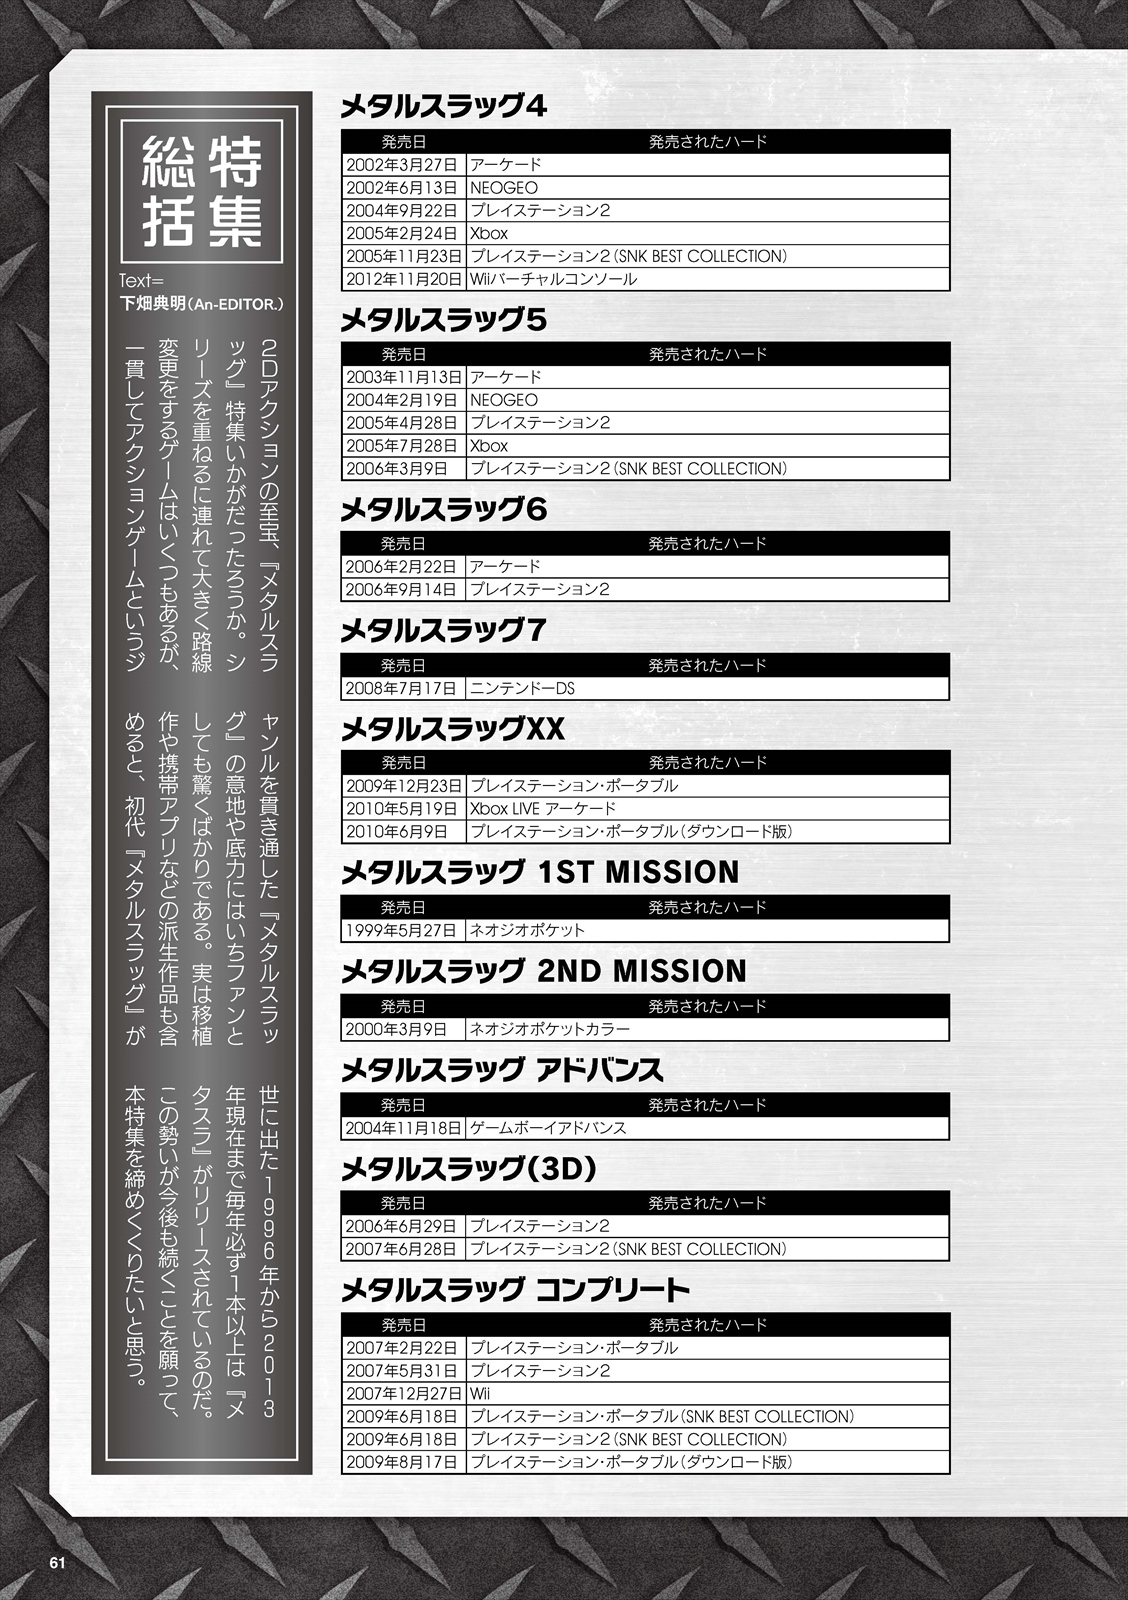 特集
総括
Text=
下畑典明(An-EDITOR.)
2Dアクションの至宝、『メタルスラ
ッグ』特集いかがだったろうか。シ
リーズを重ねるに連れて大きく路線
変更をするゲームはいくつもあるが、
一貫してアクションゲームというジ
ャンルを貫き通した『メタルスラッ
グ』の意地や底力にはいちファンと
しても驚くばかりである。実は移植
作や携帯アプリなどの派生作品も含
めると、初代『メタルスラッグ』が
世に出た1996年から2013
年現在まで毎年必ず1本以上は『メ
タスラ』がリリースされているのだ。
この勢いが今後も続くことを願って、
本特集を締めくくりたいと思う。
メタルスラッグ4
発売日 発売されたハード
2002年3月27日 アーケード
2002年6月13日 NEOGEO
2004年9月22日 プレイステーション2
2005年2月24日 Xbox
2005年11月23日 プレイステーション2(SNK BEST COLLECTION)
2012年11月20日 Wiiバーチャルコンソール
メタルスラッグ5
発売日 発売されたハード
2003年11月13日 アーケード
2004年2月19日 NEOGEO
2005年4月28日 プレイステーション2
2005年7月28日 Xbox
2006年3月9日 プレイステーション2(SNK BEST COLLECTION)
メタルスラッグ6
発売日 発売されたハード
2006年2月22日 アーケード
2006年9月14日 プレイステーション2
メタルスラッグ7
発売日 発売されたハード
2008年7月17日 ニンテンドーDS
メタルスラッグXX
発売日 発売されたハード
2009年12月23日 プレイステーション・ポータブル
2010年5月19日 Xbox LIVE アーケード
2010年6月9日 プレイステーション・ポータブル(ダウンロード版)
メタルスラッグ 1ST MISSION
発売日 発売されたハード
1999年5月27日 ネオジオポケット
メタルスラッグ 2ND MISSION
発売日 発売されたハード
2000年3月9日 ネオジオポケットカラー
メタルスラッグ アドバンス
発売日 発売されたハード
2004年11月18日 ゲームボーイアドバンス
メタルスラッグ(3D)
発売日 発売されたハード
2006年6月29日 プレイステーション2
2007年6月28日 プレイステーション2(SNK BEST COLLECTION)
メタルスラッグ コンプリート
発売日 発売されたハード
2007年2月22日 プレイステーション・ポータブル
2007年5月31日 プレイステーション2
2007年12月27日 Wii
2009年6月18日 プレイステーション・ポータブル(SNK BEST COLLECTION)
2009年6月18日 プレイステーション2(SNK BEST COLLECTION)
2009年8月17日 プレイステーション・ポータブル(ダウンロード版)
61